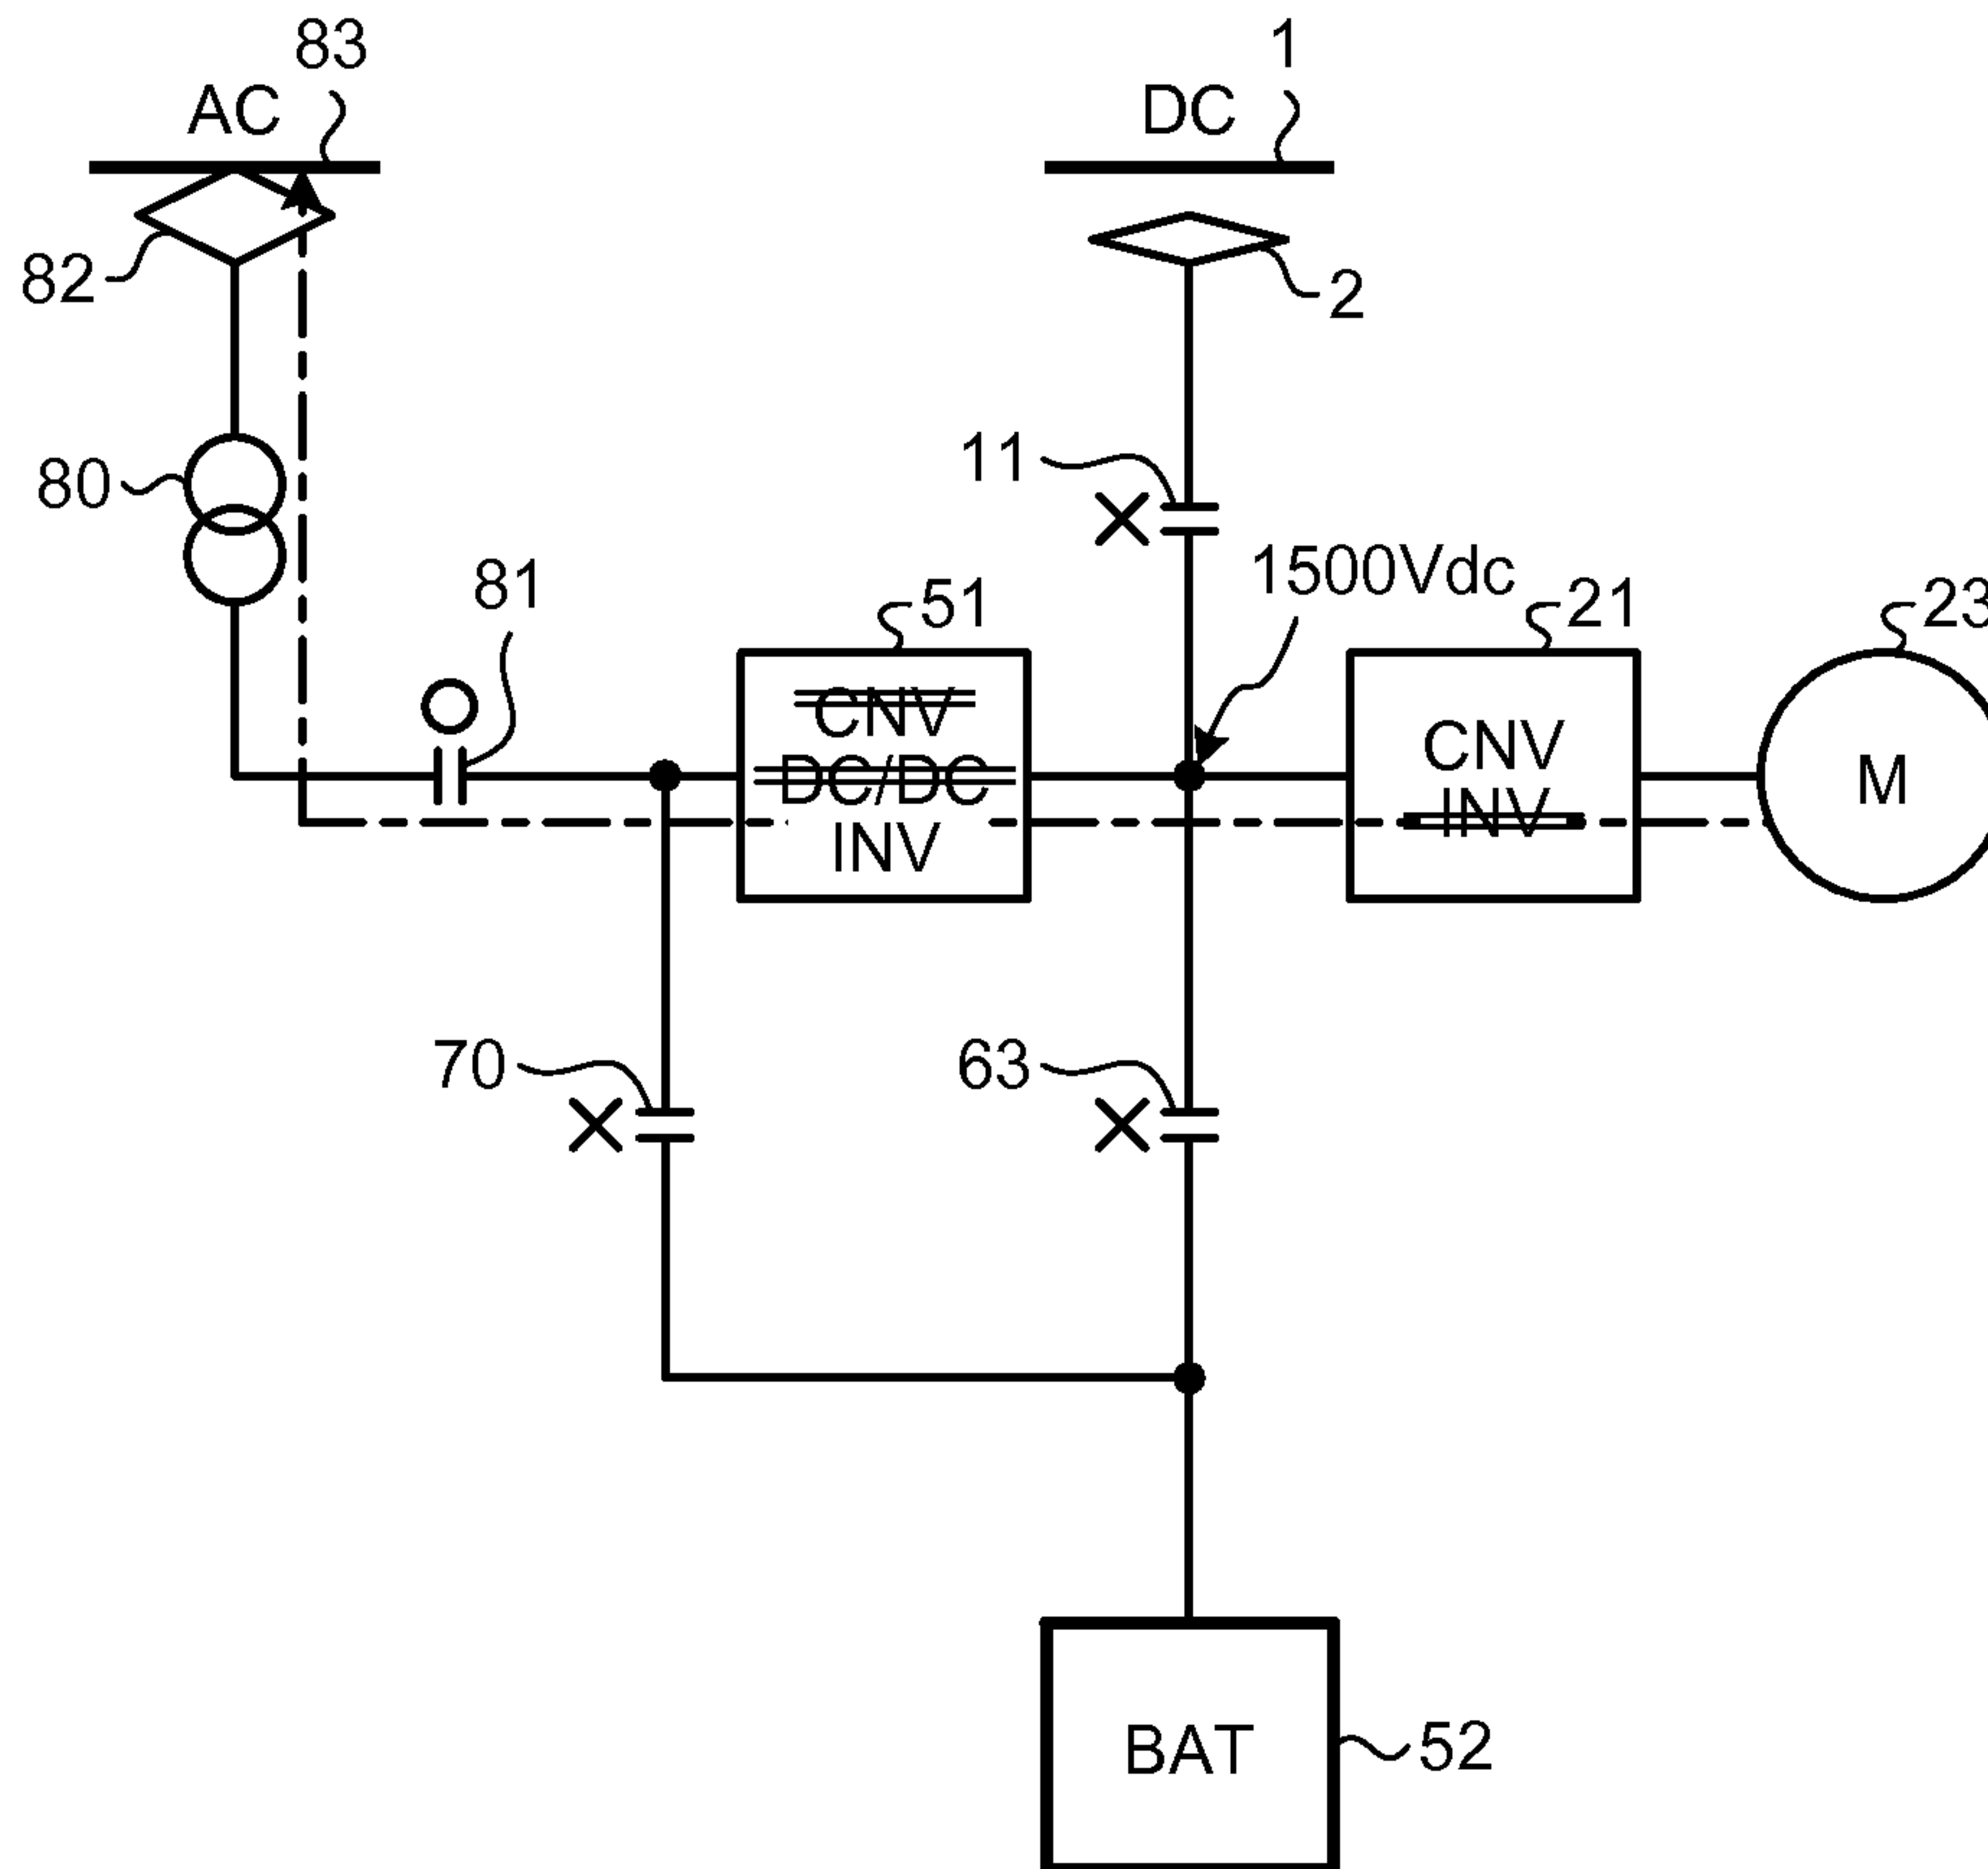 83
AC
1
DC
82
2
80
11
81
51
1500Vdc
21
23
CNV
DC/DC
INV
CNV
INV
M
70
63
BAT
52